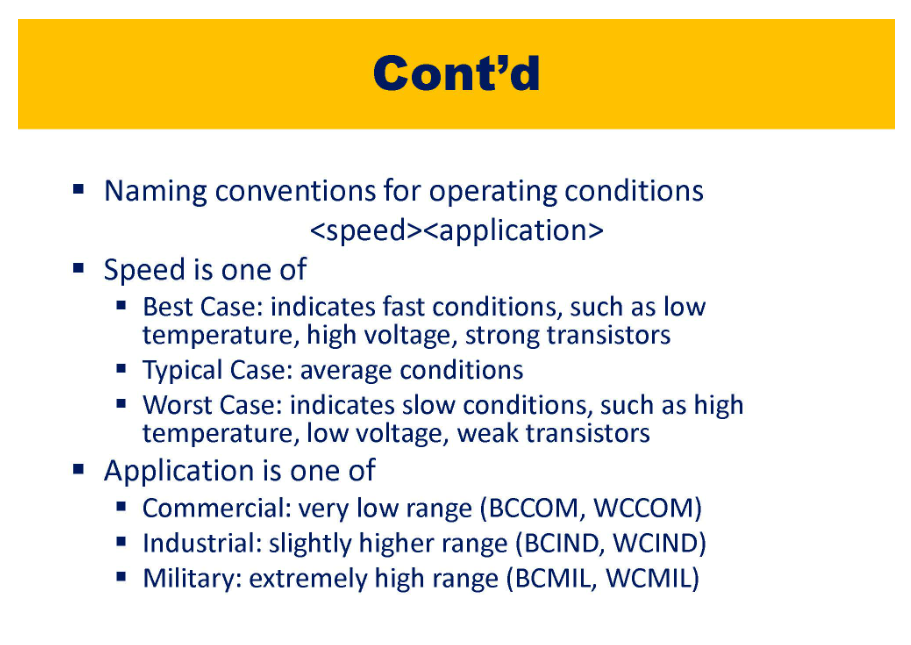 Cont’d
▪ Naming conventions for operating conditions
<speed><application>
▪ Speed is one of
▪ Best Case: indicates fast conditions, such as low
temperature, high voltage, strong transistors
▪ Typical Case: average conditions
▪ Worst Case: indicates slow conditions, such as high
temperature, low voltage, weak transistors
▪ Application is one of
▪ Commercial: very low range (BCCOM, WCCOM)
▪ Industrial: slightly higher range (BCIND, WCIND)
▪ Military: extremely high range (BCMIL, WCMIL)